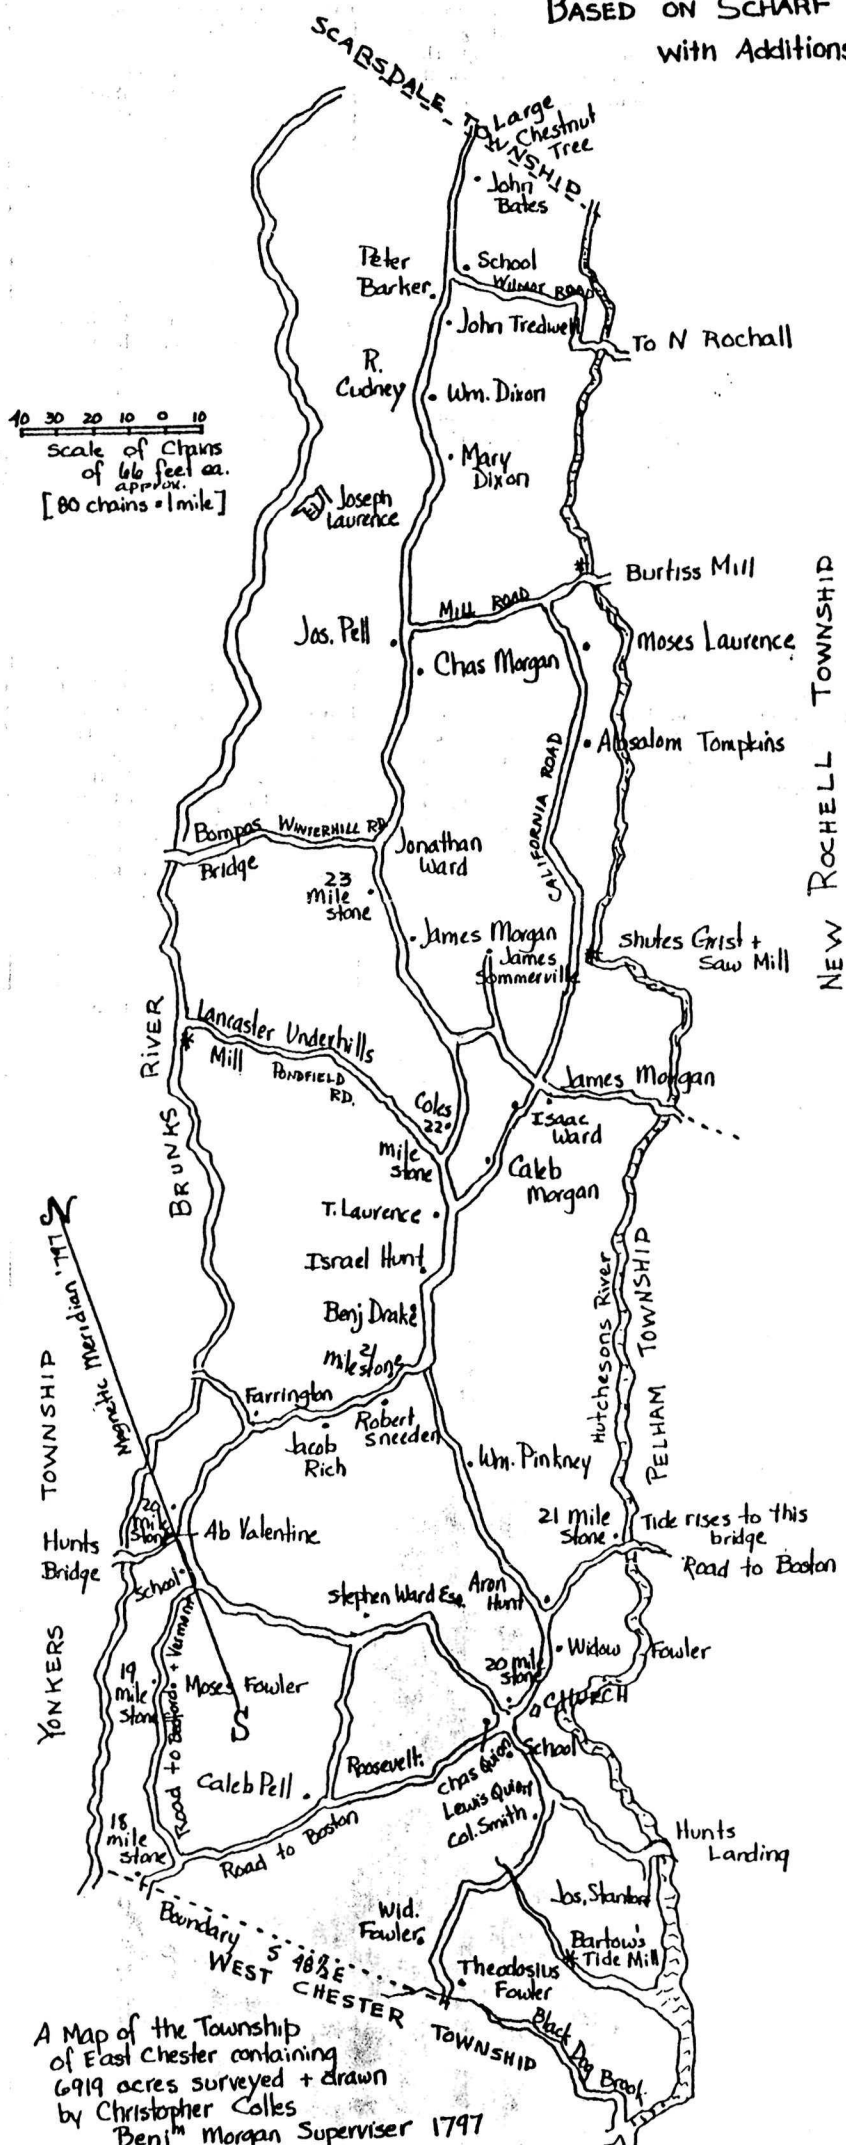 BASED ON SCHARF
with Additions
SCARSDALE TOWNSHIP
Large
Chestnut
Tree
John
Bates
School
Peter
Barker
WILMOT ROAD
John Tredwell
To N Rochall
R.
Cudney
Wm. Dixon
40 30 20 10 0 10
Scale of Chains
of 66 feet ea.
approx.
[80 chains = 1 mile]
Mary
Dixon
Joseph
Laurence
Burtiss Mill
MILL ROAD
Jos. Pell
Moses Laurence
Chas Morgan
NEW ROCHELL TOWNSHIP
Absalom Tompkins
CALIFORNIA ROAD
Bompos
Bridge
WINTERHILL RD
Jonathan
Ward
23
Mile
Stone
James Morgan
James
Sommerville
Shutes Grist +
Saw Mill
BRUNKS RIVER
Lancaster Underhills
Mill
PONDFIELD
RD.
James Morgan
Coles
22
mile
stone
Isaac
Ward
Caleb
Morgan
T. Laurence
Israel Hunt
Benj Drake
N
Magnetic Meridian 1797
Hutchesons River
PELHAM TOWNSHIP
21
mile stone
Farrington
Jacob
Rich
Robert
Sneeden
Wm. Pinkney
YONKERS TOWNSHIP
20
mile
stone
Ab Valentine
Hunts
Bridge
School
21 mile
Stone
Tide rises to this
bridge
Road to Boston
Stephen Ward Esq.
Aron
Hunt
Widow Fowler
20 mile
stone
CHURCH
19
mile
stone
Road to Bedford + Vermont
Moses Fowler
S
School
Chas Quion
Lewis Quion
Col. Smith
Roosevelt
Caleb Pell
18
mile
stone
Road to Boston
Hunts
Landing
Jos. Stanton
Wid.
Fowler
Bartow's
Tide Mill
Boundary S 48½ E
WEST CHESTER TOWNSHIP
Theodosius
Fowler
Black Dog Brook
A Map of the Township
of East Chester containing
6919 acres surveyed + drawn
by Christopher Colles
Benjm Morgan Superviser 1797